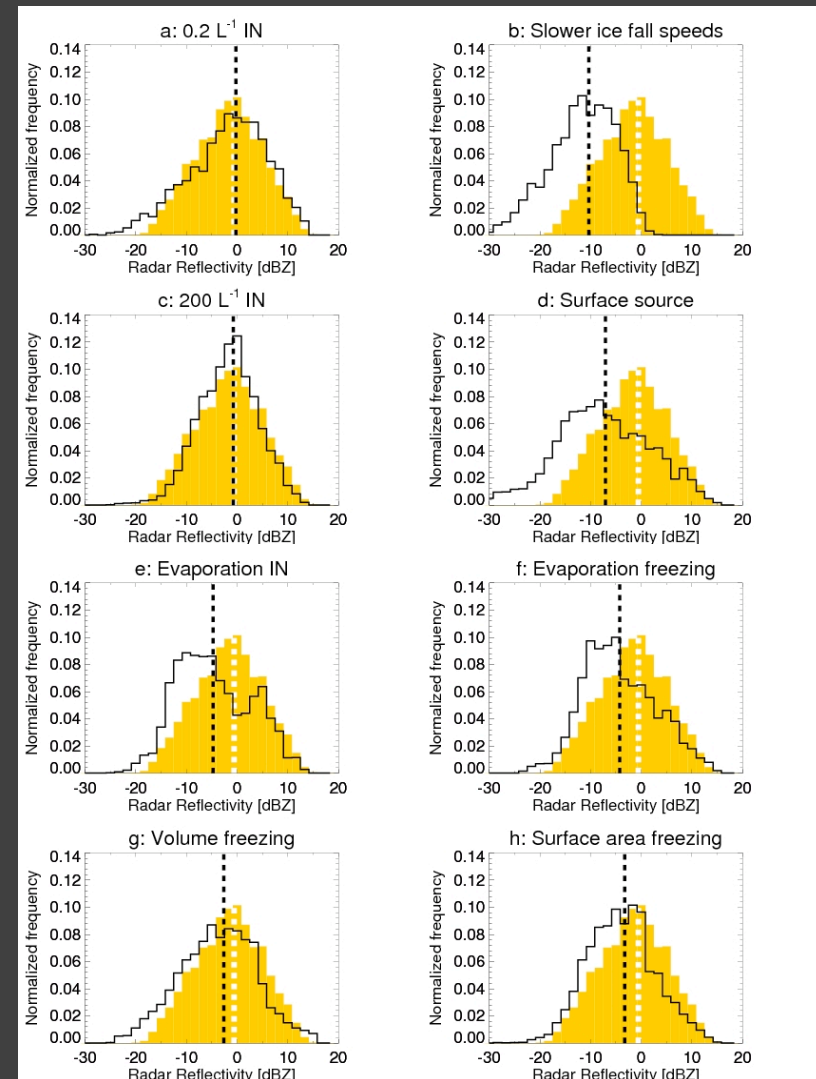 a: 0.2 L-1 IN
Normalized frequency
0.14
0.12
0.10
0.08
0.06
0.04
0.02
0.00
-30 -20 -10 0 10 20
Radar Reflectivity [dBZ]
b: Slower ice fall speeds
Normalized frequency
0.14
0.12
0.10
0.08
0.06
0.04
0.02
0.00
-30 -20 -10 0 10 20
Radar Reflectivity [dBZ]
c: 200 L-1 IN
Normalized frequency
0.14
0.12
0.10
0.08
0.06
0.04
0.02
0.00
-30 -20 -10 0 10 20
Radar Reflectivity [dBZ]
d: Surface source
Normalized frequency
0.14
0.12
0.10
0.08
0.06
0.04
0.02
0.00
-30 -20 -10 0 10 20
Radar Reflectivity [dBZ]
e: Evaporation IN
Normalized frequency
0.14
0.12
0.10
0.08
0.06
0.04
0.02
0.00
-30 -20 -10 0 10 20
Radar Reflectivity [dBZ]
f: Evaporation freezing
Normalized frequency
0.14
0.12
0.10
0.08
0.06
0.04
0.02
0.00
-30 -20 -10 0 10 20
Radar Reflectivity [dBZ]
g: Volume freezing
Normalized frequency
0.14
0.12
0.10
0.08
0.06
0.04
0.02
0.00
-30 -20 -10 0 10 20
Radar Reflectivity [dBZ]
h: Surface area freezing
Normalized frequency
0.14
0.12
0.10
0.08
0.06
0.04
0.02
0.00
-30 -20 -10 0 10 20
Radar Reflectivity [dBZ]